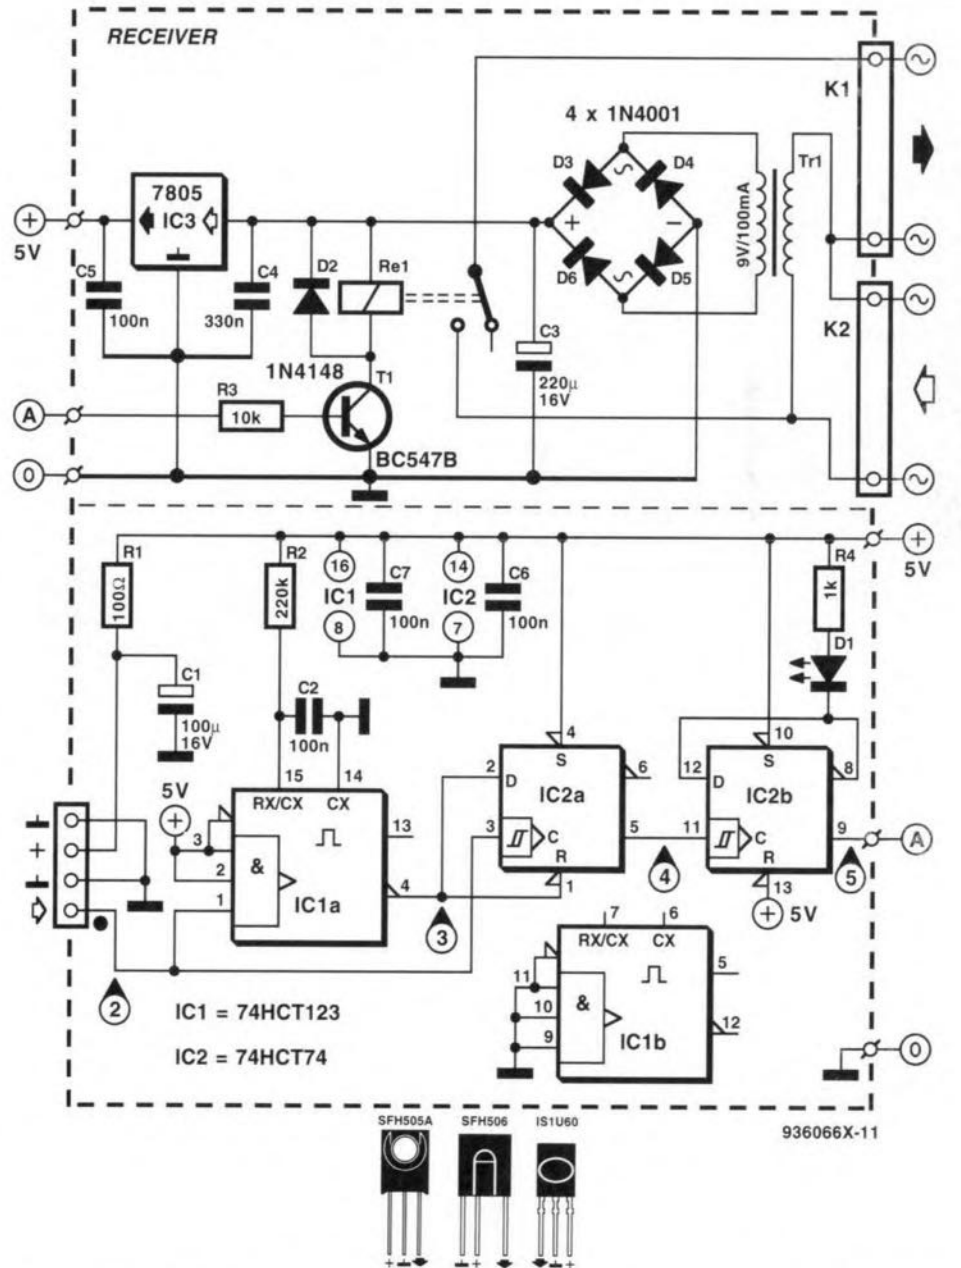 RECEIVER
K1
4 x 1N4001
D3
D4
Tr1
7805
IC3
5V
D6
D5
9V/100mA
C5
100n
C4
330n
D2
Re1
C3
220µ
16V
K2
1N4148
T1
R3
10k
A
BC547B
0
R1
100Ω
R2
220k
16
IC1
8
C7
100n
14
IC2
7
C6
100n
R4
1k
5V
D1
C1
100µ
16V
C2
100n
5V
15
14
RX/CX
CX
3
2
1
&
IC1a
13
4
3
4
2
D
S
6
IC2a
3
C
5
R
1
4
10
12
D
S
8
IC2b
11
C
9
A
R
13
5V
5
2
7
6
RX/CX
CX
11
10
9
&
5
12
IC1b
0
IC1 = 74HCT123
IC2 = 74HCT74
936066X-11
SFH505A
SFH506
IS1U60